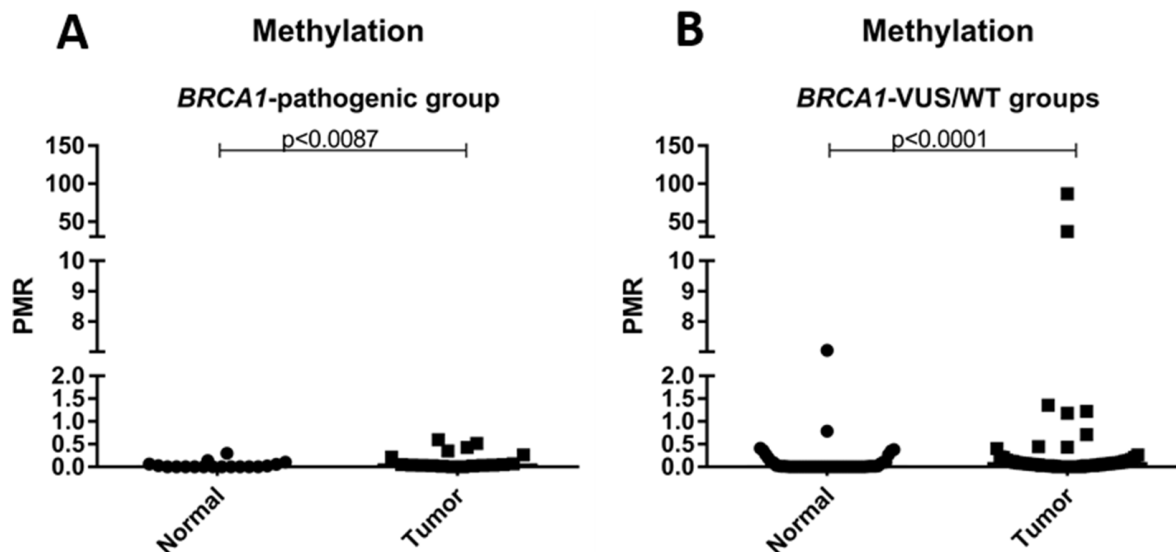 A
Methylation
BRCA1-pathogenic group
p<0.0087
150
100
50
10
9
8
2.0
1.5
1.0
0.5
0.0
PMR
Normal
Tumor
B
Methylation
BRCA1-VUS/WT groups
p<0.0001
150
100
50
10
9
8
2.0
1.5
1.0
0.5
0.0
PMR
Normal
Tumor